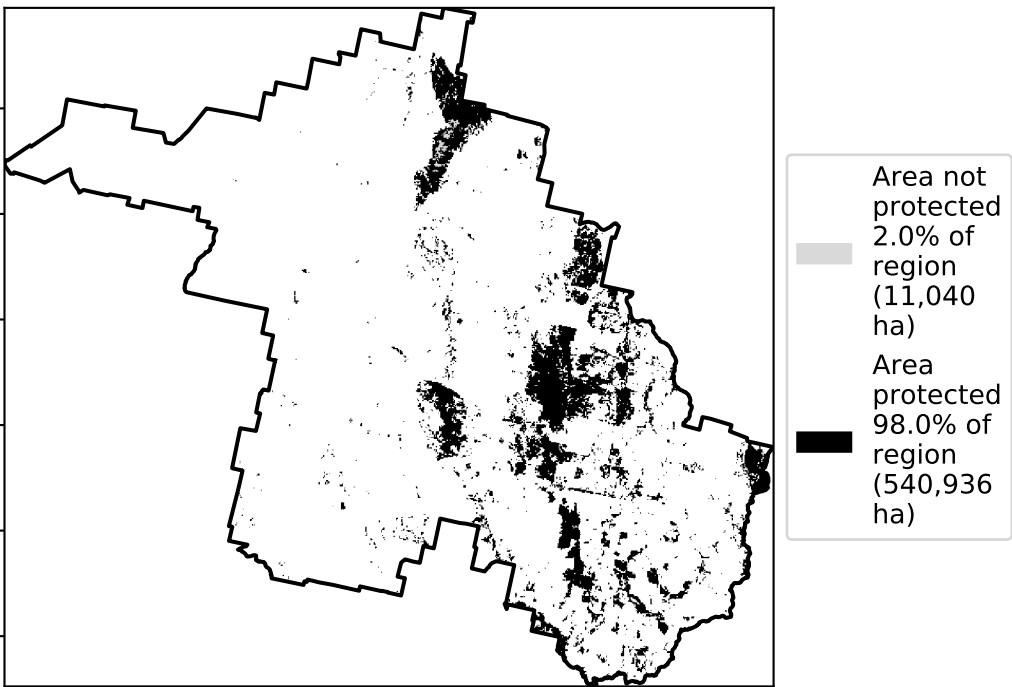 Area not
protected
2.0% of
region
(11,040
ha)
Area
protected
98.0% of
region
(540,936
ha)